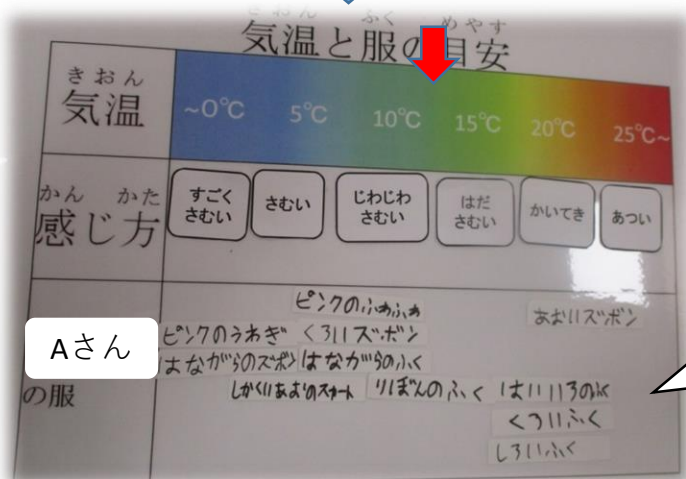 きおん ふく めやす
気温と服の目安
きおん
気温
~0℃ 5℃ 10℃ 15℃ 20℃ 25℃~
かん かた
感じ方
すごく
さむい
さむい
じわじわ
さむい
はだ
さむい
かいてき
あつい
ピンクのふわふわ
あおいズボン
ピンクのうわぎ くろいズボン
はながらのズボン はながらのふく
しかくいあおのスカート りぼんのふく はいいろのふく
くろいふく
しろいふく
Aさん
の服